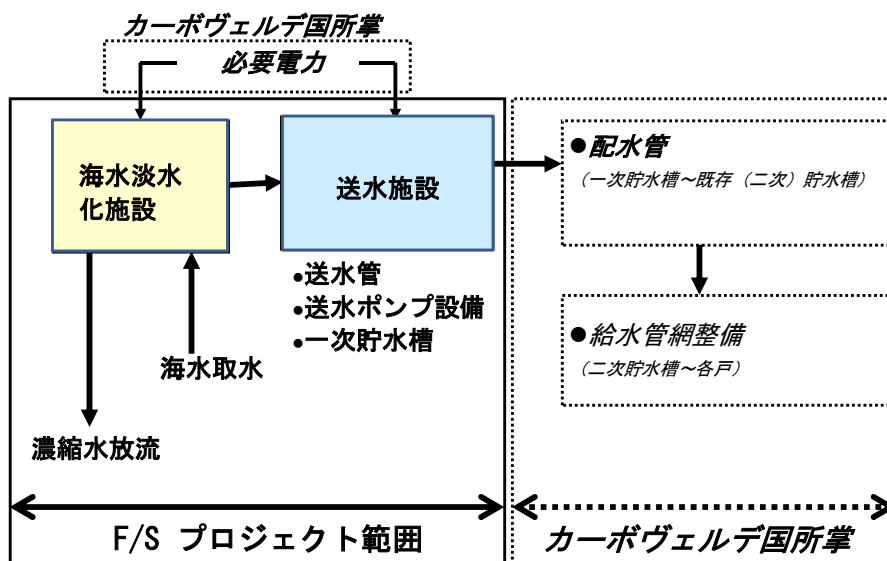 カーボヴェルデ国所掌
必要電力
海水淡水
化施設
送水施設
●配水管
（一次貯水槽～既存（二次）貯水槽）
•送水管
•送水ポンプ設備
•一次貯水槽
●給水管網整備
（二次貯水槽～各戸）
海水取水
濃縮水放流
F/S プロジェクト範囲
カーボヴェルデ国所掌